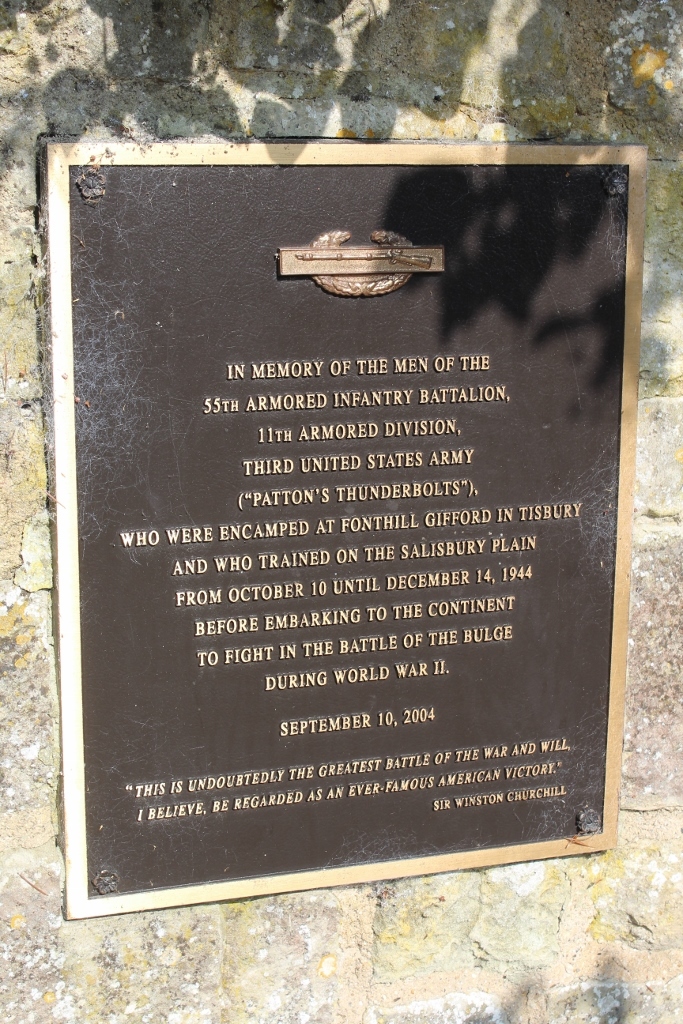 IN MEMORY OF THE MEN OF THE
55TH ARMORED INFANTRY BATTALION,
11TH ARMORED DIVISION,
THIRD UNITED STATES ARMY
("PATTON'S THUNDERBOLTS"),
WHO WERE ENCAMPED AT FONTHILL GIFFORD IN TISBURY
AND WHO TRAINED ON THE SALISBURY PLAIN
FROM OCTOBER 10 UNTIL DECEMBER 14, 1944
BEFORE EMBARKING TO THE CONTINENT
TO FIGHT IN THE BATTLE OF THE BULGE
DURING WORLD WAR II.
SEPTEMBER 10, 2004
"THIS IS UNDOUBTEDLY THE GREATEST BATTLE OF THE WAR AND WILL,
I BELIEVE, BE REGARDED AS AN EVER-FAMOUS AMERICAN VICTORY."
SIR WINSTON CHURCHILL